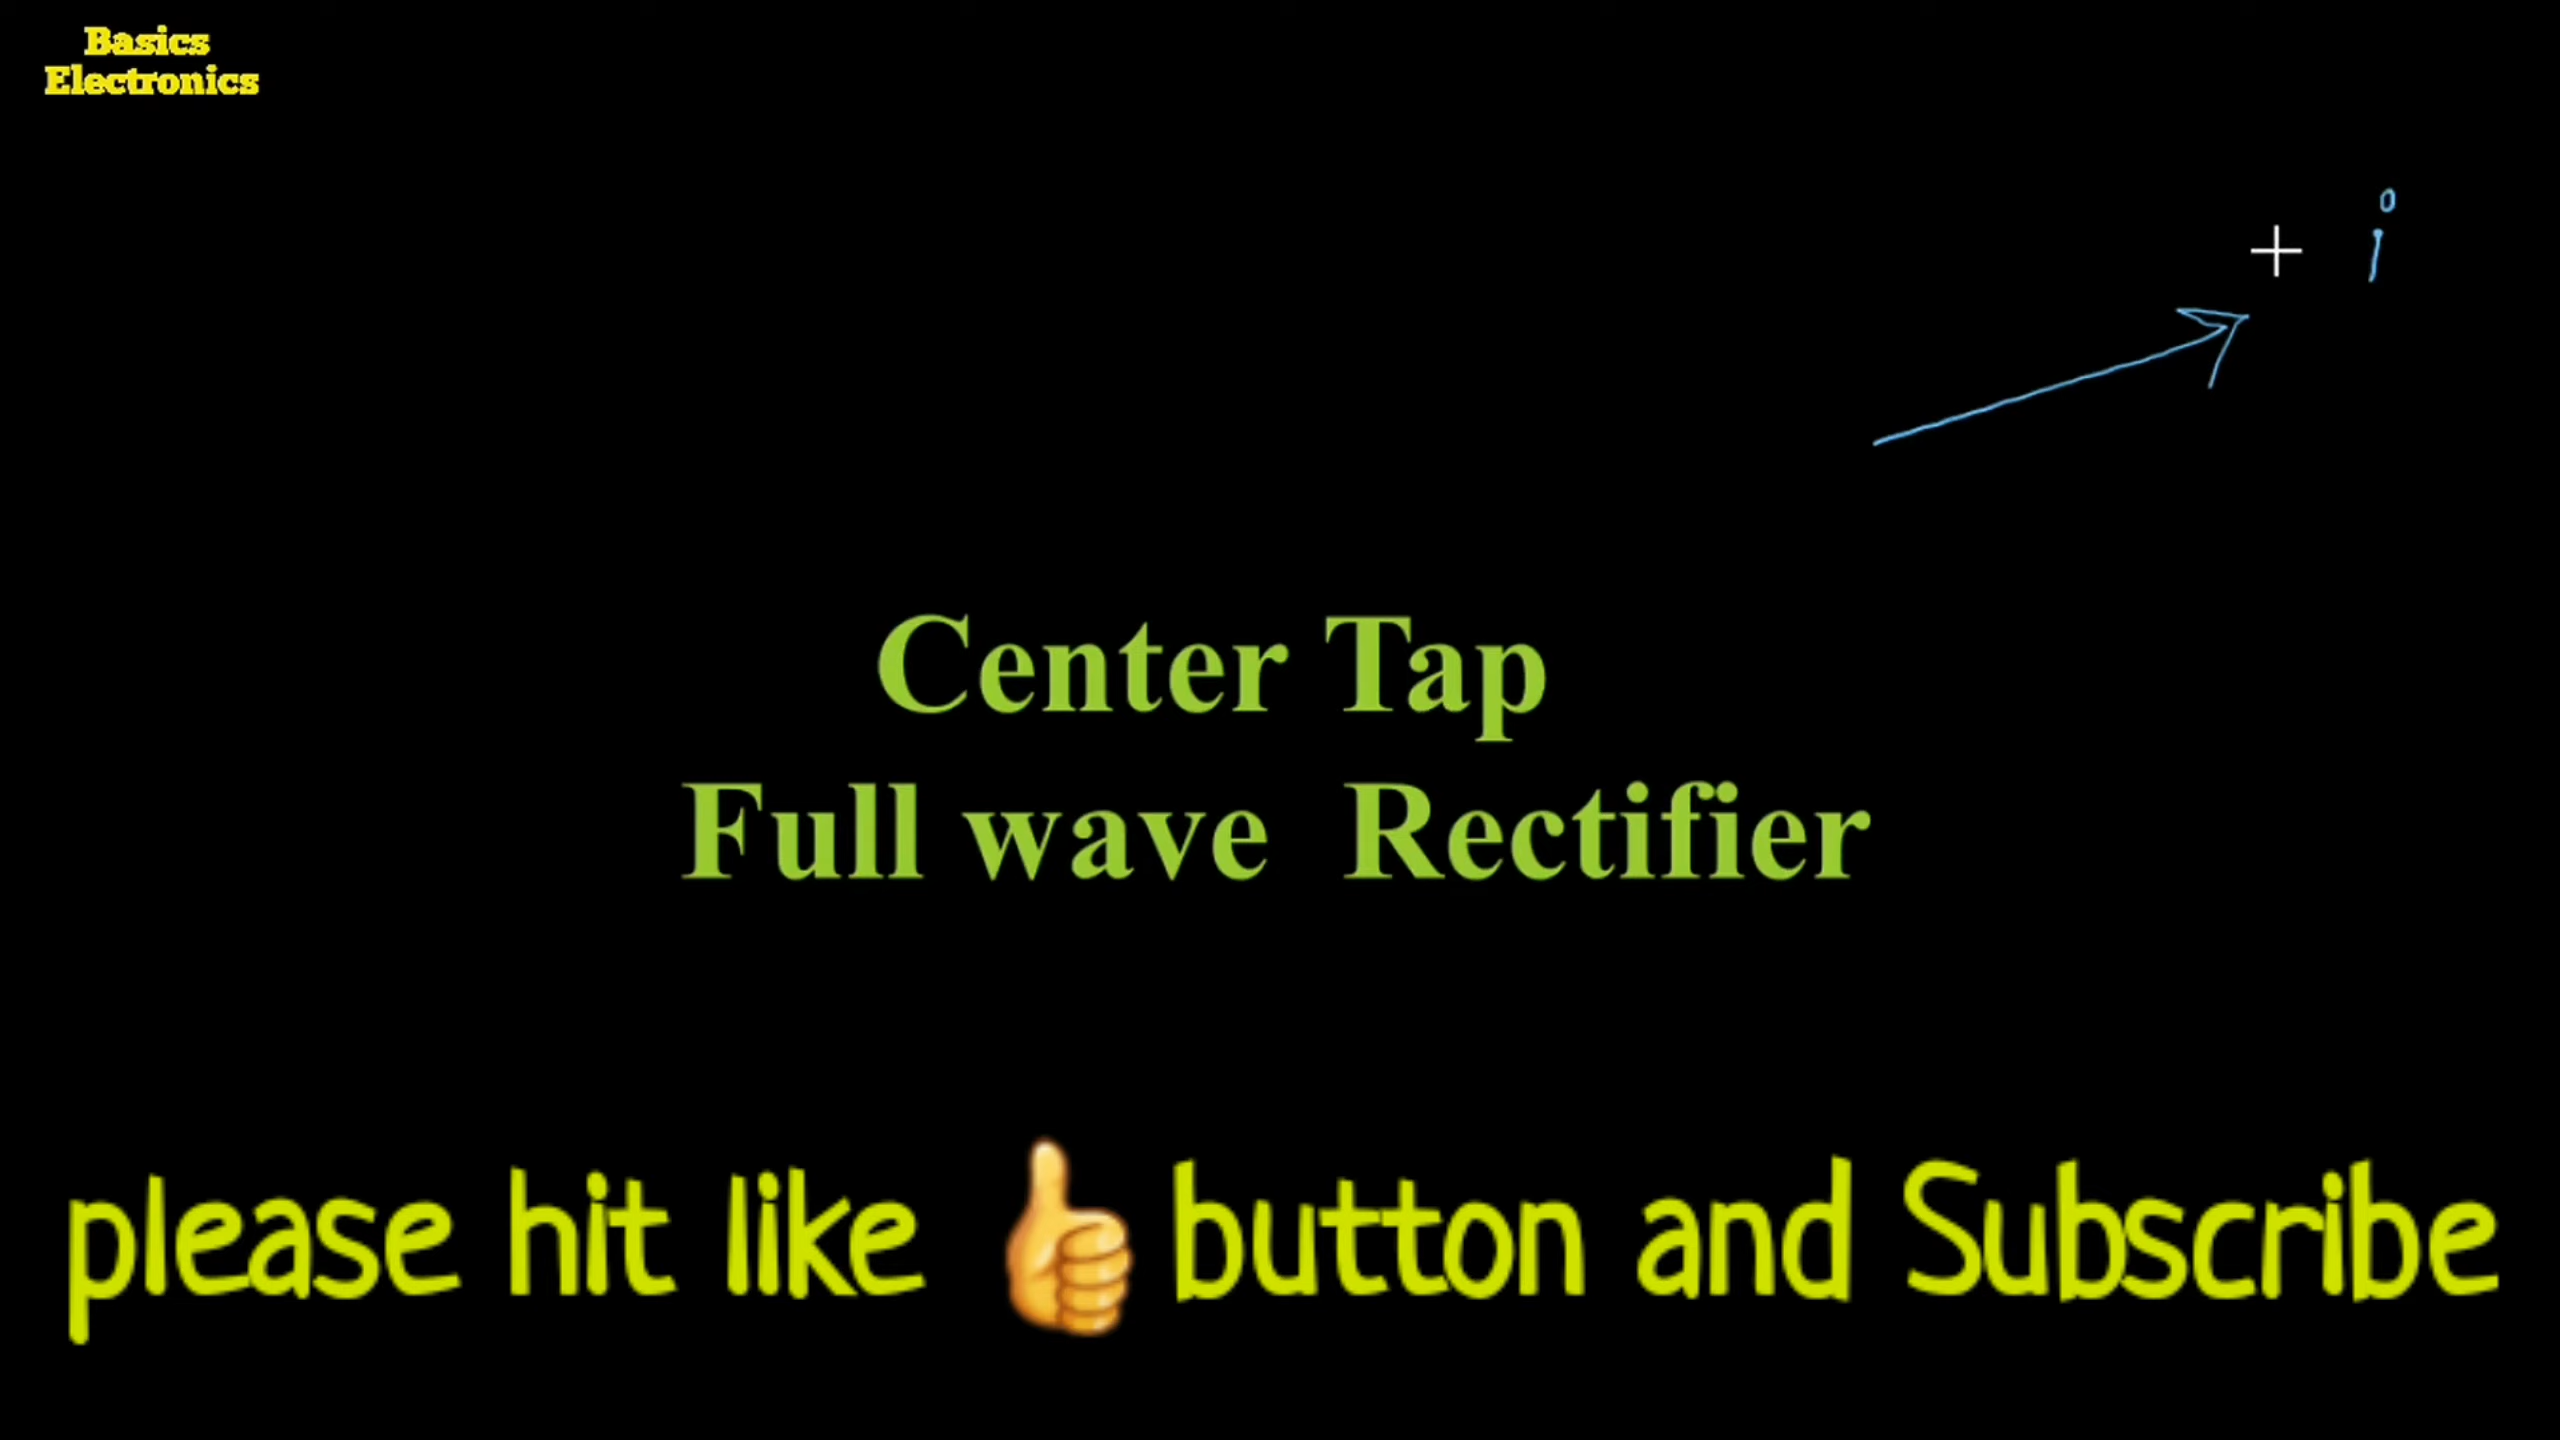 Basics
Electronics
i
Center Tap
Full wave Rectifier
please hit like 👍 button and Subscribe